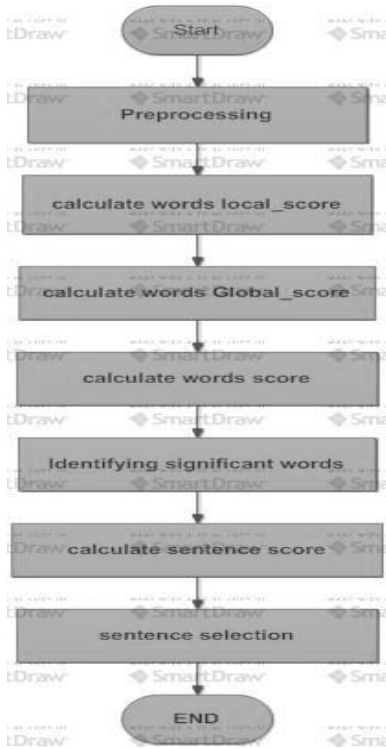 Start
Preprocessing
calculate words local_score
calculate words Global_score
calculate words score
Identifying significant words
calculate sentence score
sentence selection
END
SmartDraw